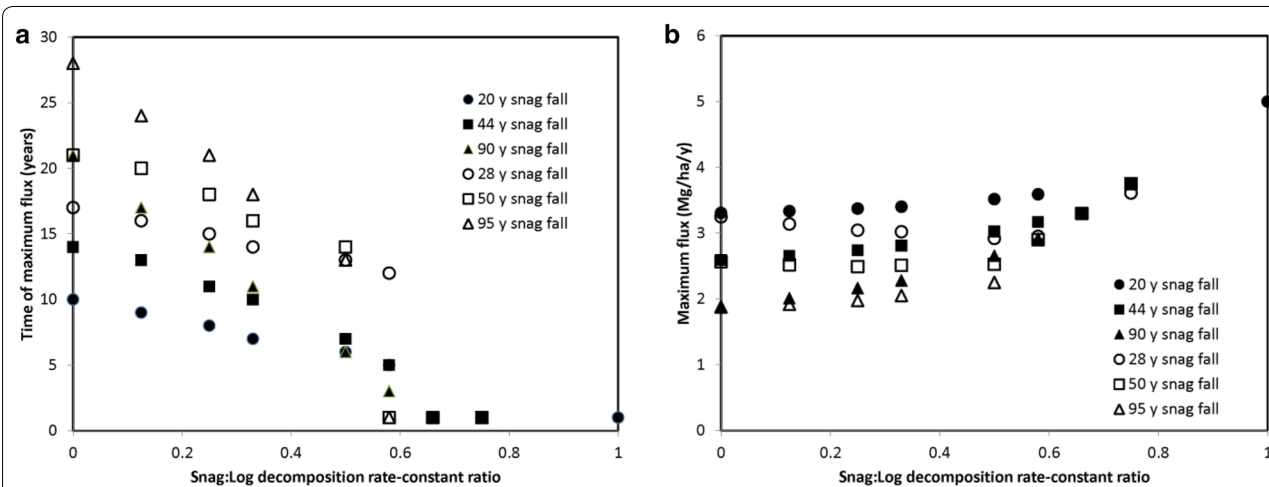 a
30
25
20
15
10
5
0
Time of maximum flux (years)
20 y snag fall
44 y snag fall
90 y snag fall
28 y snag fall
50 y snag fall
95 y snag fall
0
0.2
0.4
0.6
0.8
1
Snag:Log decomposition rate-constant ratio
b
6
5
4
3
2
1
0
Maximum flux (Mg/ha/y)
20 y snag fall
44 y snag fall
90 y snag fall
28 y snag fall
50 y snag fall
95 y snag fall
0
0.2
0.4
0.6
0.8
1
Snag:Log decomposition rate-constant ratio